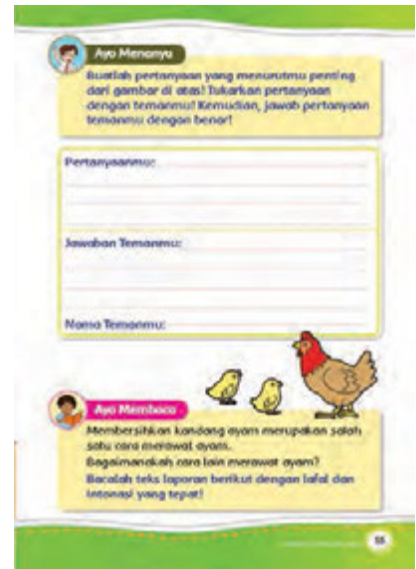 Ayo Menanya
Buatlah pertanyaan yang menurutmu penting
dari gambar di atas! Tukarkan pertanyaan
dengan temanmu! Kemudian, jawab pertanyaan
temanmu dengan benar!
Pertanyaanmu:
Jawaban Temanmu:
Nama Temanmu:
Ayo Membaca
Membersihkan kandang ayam merupakan salah
satu cara merawat ayam.
Bagaimanakah cara lain merawat ayam?
Bacalah teks laporan berikut dengan lafal dan
intonasi yang tepat!